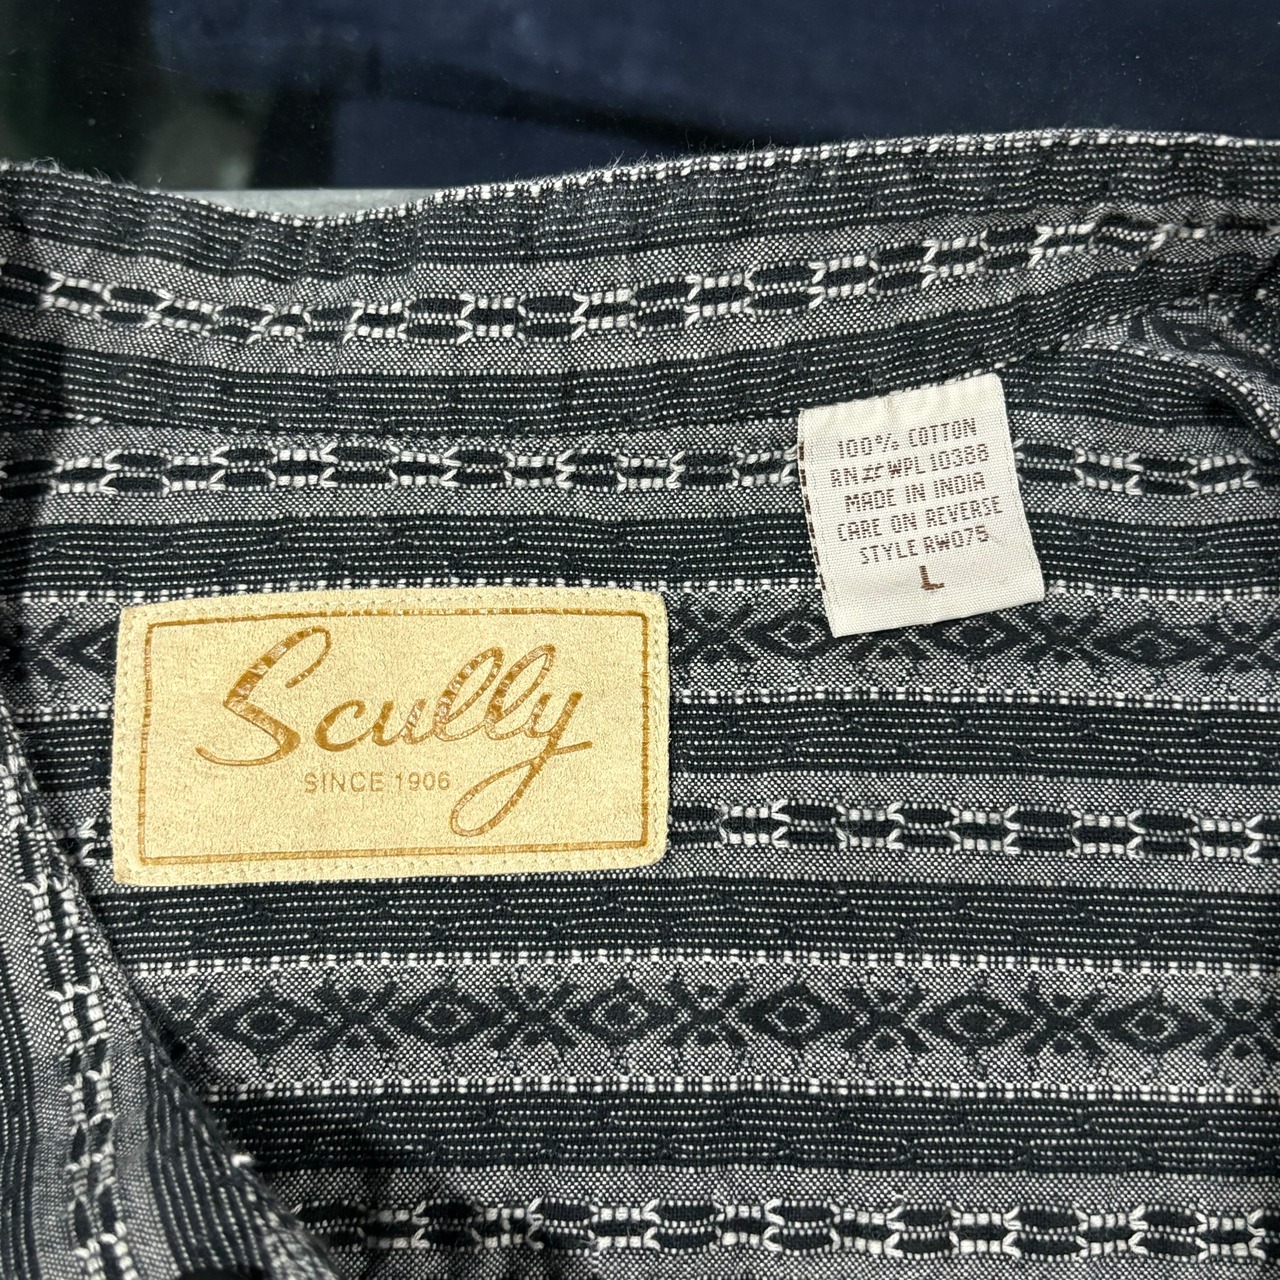 100% COTTON
RN & WPL 10388
MADE IN INDIA
CARE ON REVERSE
STYLE RW075
L
Scully
SINCE 1906